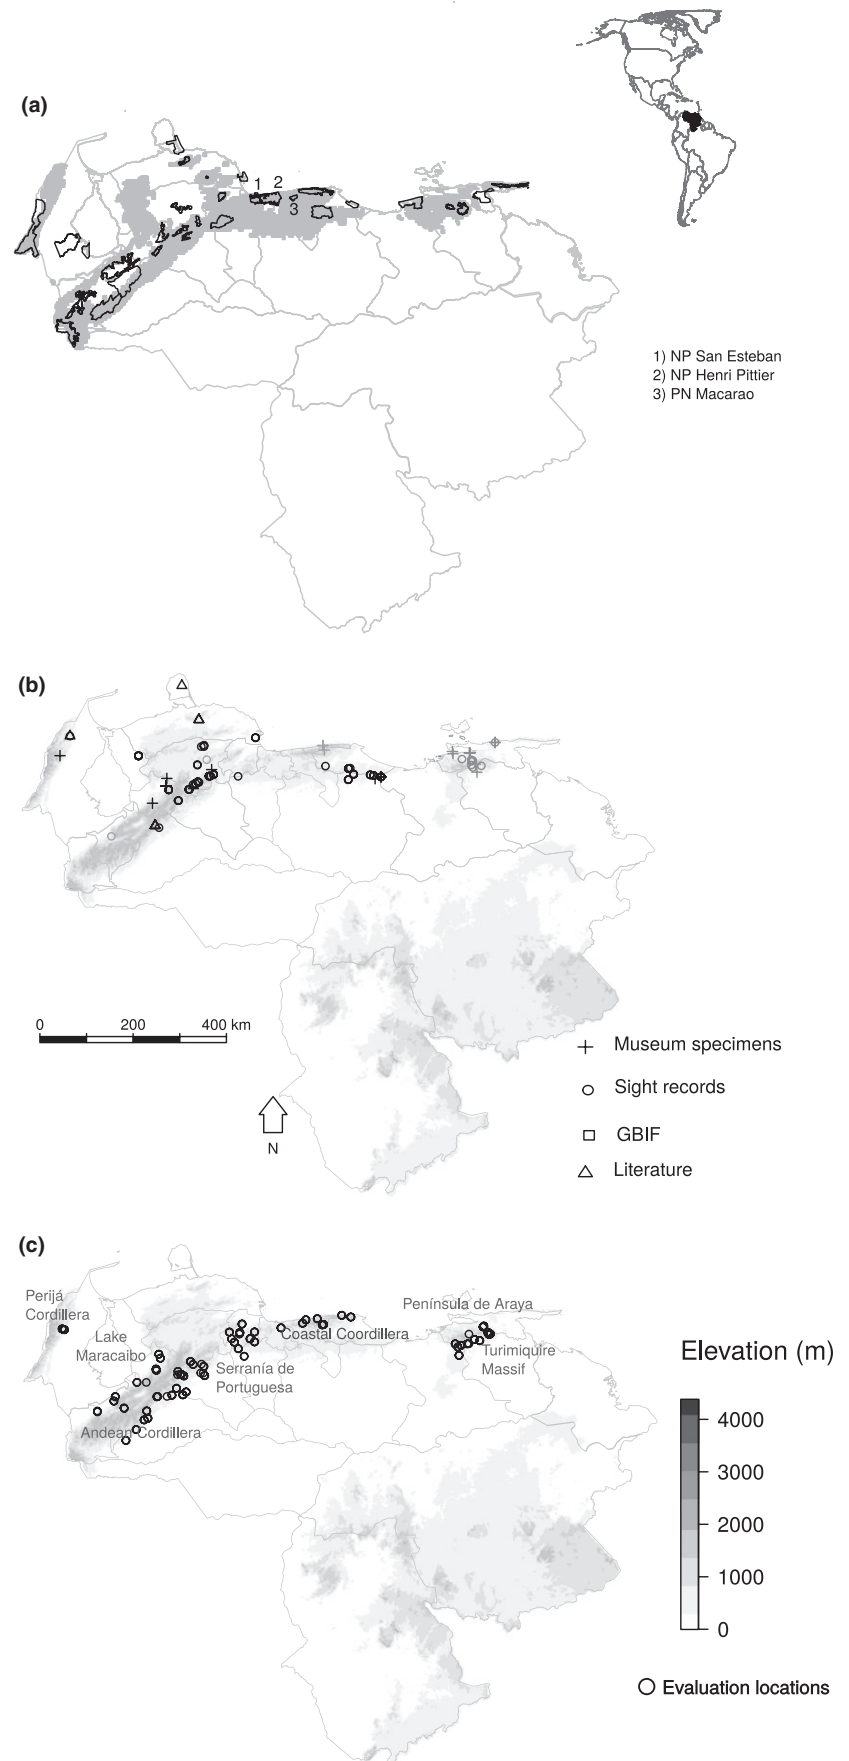 (a)
1 2
3
1) NP San Esteban
2) NP Henri Pittier
3) PN Macarao
(b)
0 200 400 km
N
Museum specimens
Sight records
GBIF
Literature
(c)
Perijá
Cordillera
Lake
Maracaibo
Península de Araya
Coastal Coordillera
Turimiquire
Massif
Serranía de
Portuguesa
Andean Cordillera
Elevation (m)
4000
3000
2000
1000
0
Evaluation locations